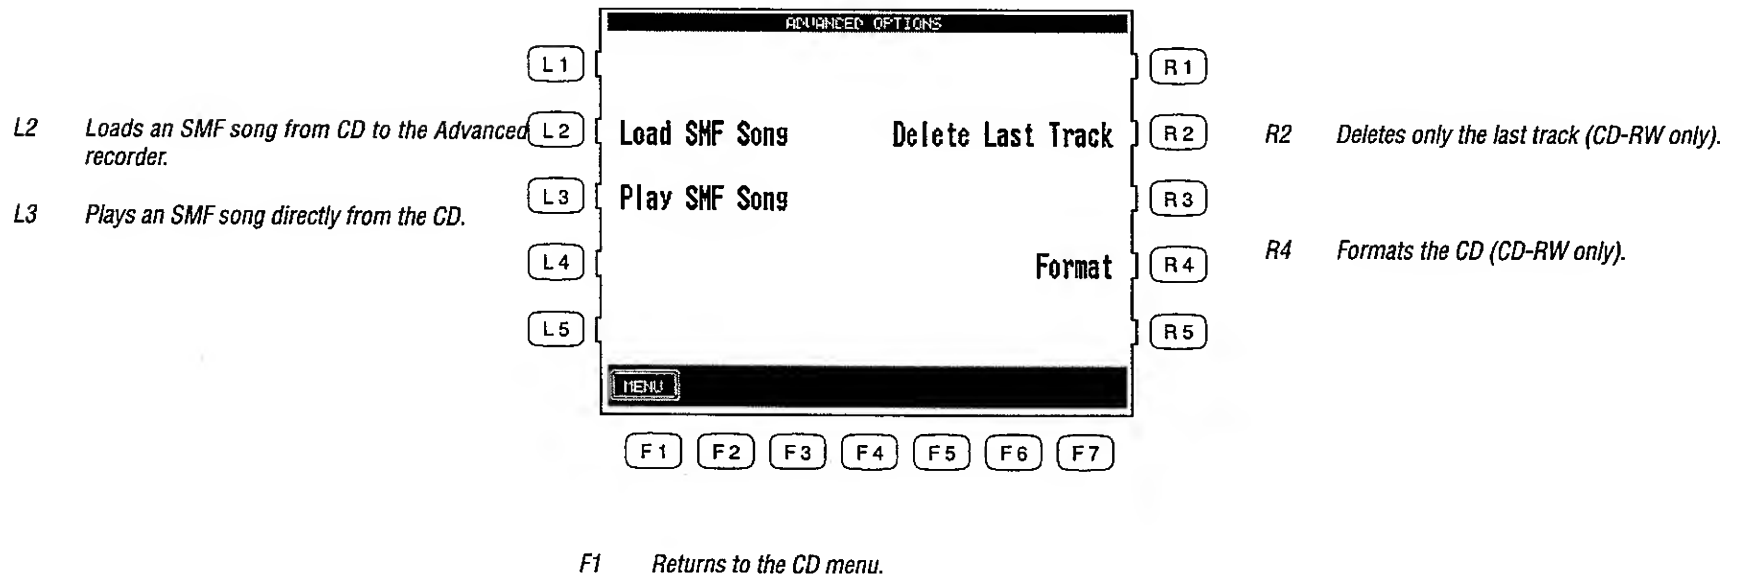 ADVANCED OPTIONS
L1
R1
L2 Loads an SMF song from CD to the Advanced
recorder.
L2
Load SMF Song
Delete Last Track
R2
R2 Deletes only the last track (CD-RW only).
L3 Plays an SMF song directly from the CD.
L3
Play SMF Song
R3
L4
Format
R4
R4 Formats the CD (CD-RW only).
L5
R5
MENU
F1 F2 F3 F4 F5 F6 F7
F1 Returns to the CD menu.